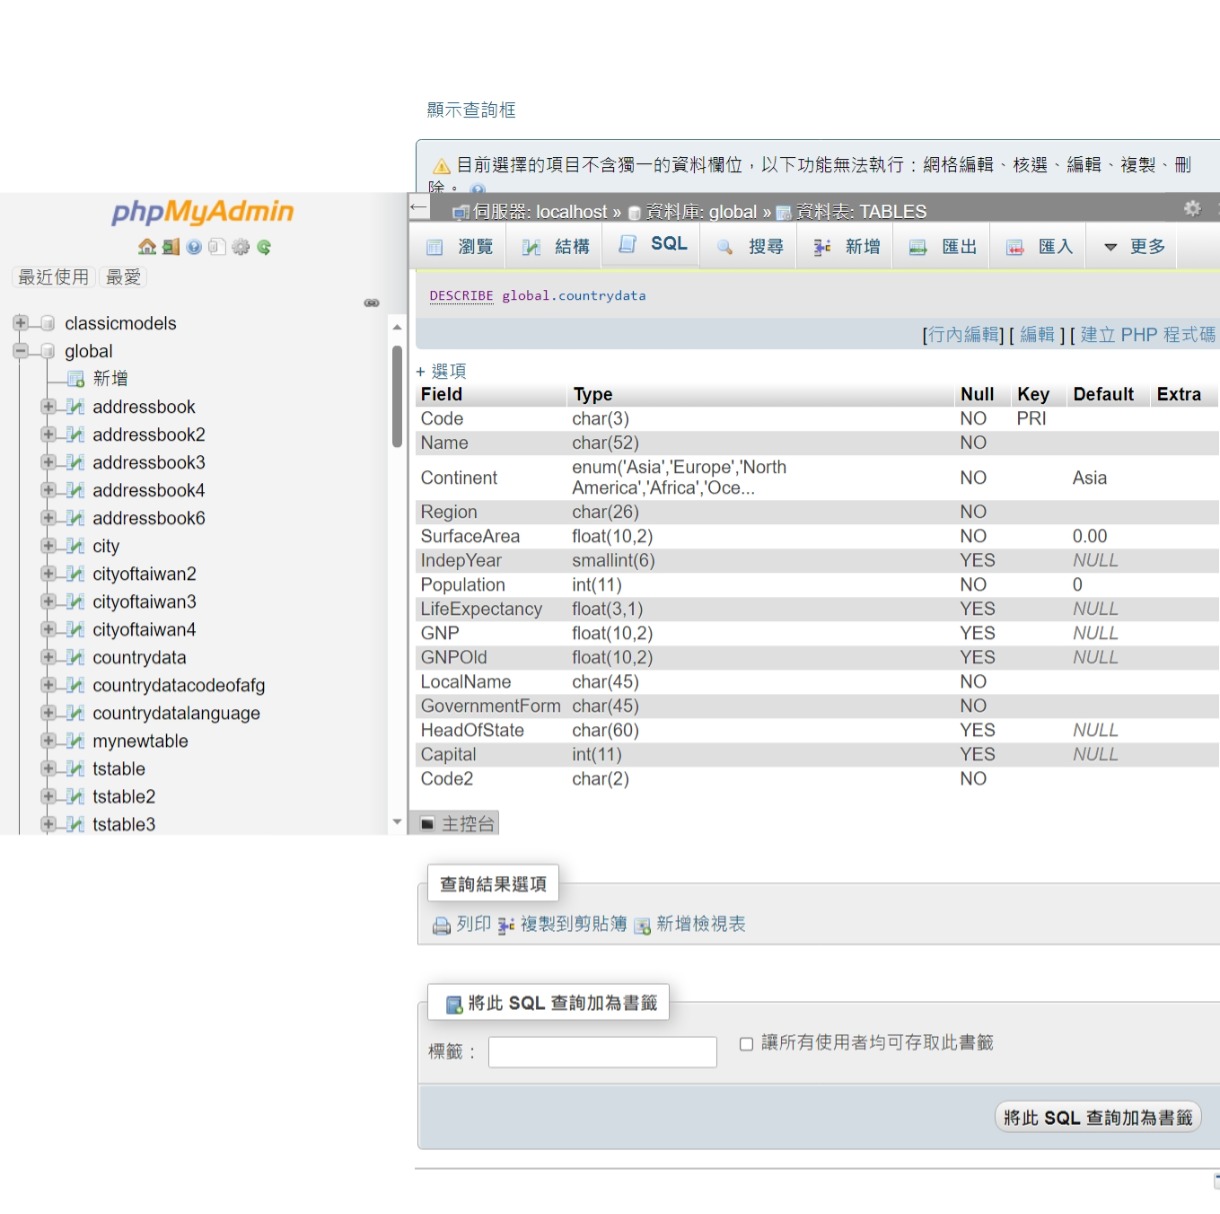 顯示查詢框
目前選擇的項目不含獨一的資料欄位，以下功能無法執行：網格編輯、核選、編輯、複製、刪
除。
phpMyAdmin
最近使用 最愛
classicmodels
global
新增
addressbook
addressbook2
addressbook3
addressbook4
addressbook6
city
cityoftaiwan2
cityoftaiwan3
cityoftaiwan4
countrydata
countrydatacodeofafg
countrydatalanguage
mynewtable
tstable
tstable2
tstable3
伺服器: localhost » 資料庫: global » 資料表: TABLES
瀏覽 結構 SQL 搜尋 新增 匯出 匯入 更多
DESCRIBE global.countrydata
[行內編輯] [ 編輯 ] [ 建立 PHP 程式碼
+ 選項
Field Type Null Key Default Extra
Code char(3) NO PRI
Name char(52) NO
Continent enum('Asia','Europe','North America','Africa','Oce... NO Asia
Region char(26) NO
SurfaceArea float(10,2) NO 0.00
IndepYear smallint(6) YES NULL
Population int(11) NO 0
LifeExpectancy float(3,1) YES NULL
GNP float(10,2) YES NULL
GNPOld float(10,2) YES NULL
LocalName char(45) NO
GovernmentForm char(45) NO
HeadOfState char(60) YES NULL
Capital int(11) YES NULL
Code2 char(2) NO
主控台
查詢結果選項
列印 複製到剪貼簿 新增檢視表
將此 SQL 查詢加為書籤
標籤： 讓所有使用者均可存取此書籤
將此 SQL 查詢加為書籤